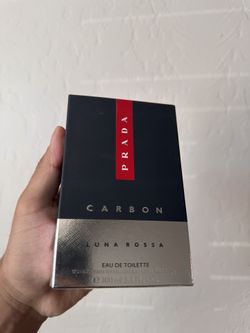 PRADA
CARBON
LUNA ROSSA
EAU DE TOILETTE